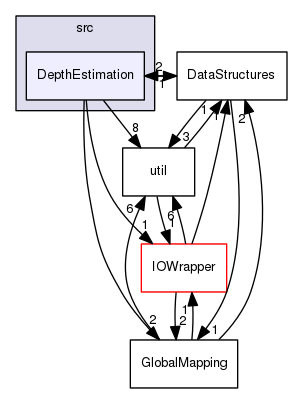 src
DepthEstimation
2
1
DataStructures
8
3
1
1
2
util
6
1
6
1
IOWrapper
2
1
2
1
GlobalMapping